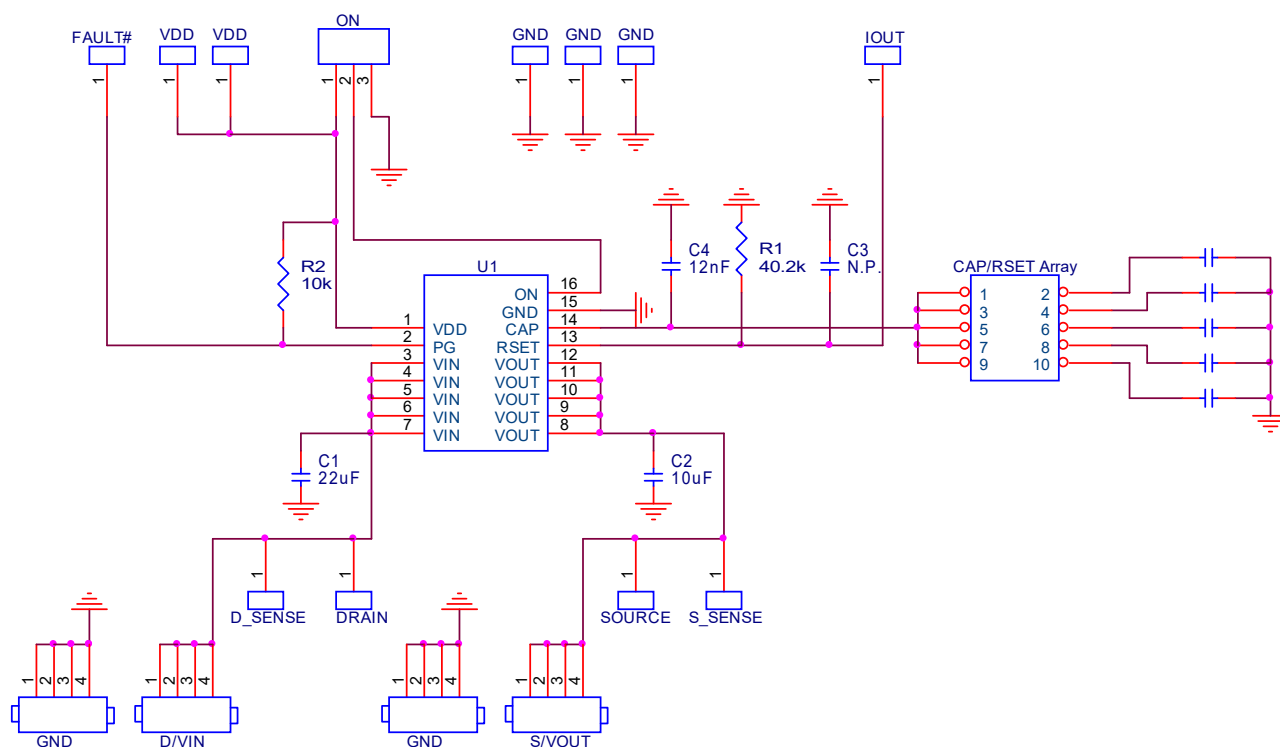 ON
FAULT# VDD VDD GND GND GND IOUT
1 1 1 1 2 3 1 1 1 1
C4
12nF
R1
40.2k
C3
N.P.
R2
10k
U1
CAP/RSET Array
1 VDD
2 PG
3 VIN
4 VIN
5 VIN
6 VIN
7 VIN
16 ON
15 GND
14 CAP
13 RSET
12 VOUT
11 VOUT
10 VOUT
9 VOUT
8 VOUT
1 2
3 4
5 6
7 8
9 10
C1
22uF
C2
10uF
1 1 1 1
D_SENSE DRAIN SOURCE S_SENSE
1 2 3 4 1 2 3 4 1 2 3 4 1 2 3 4
GND D/VIN GND S/VOUT